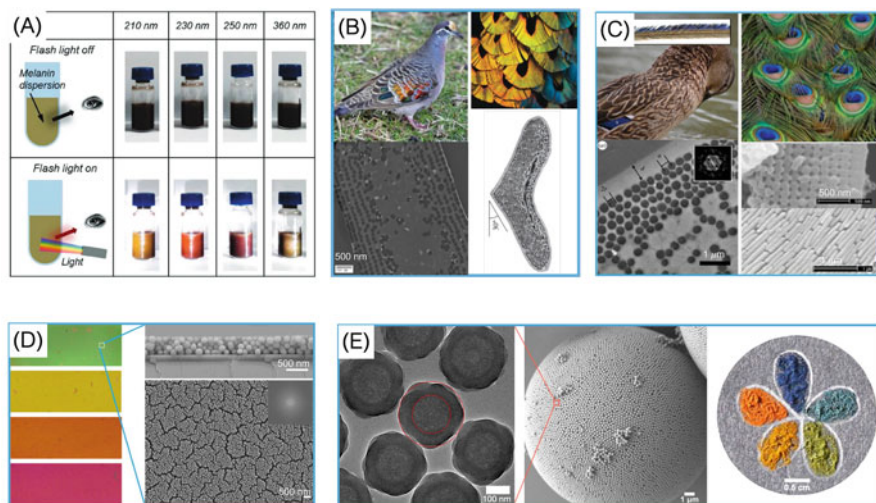 (A)
210 nm
230 nm
250 nm
360 nm
Flash light off
Melanin
dispersion
Flash light on
Light
(B)
500 nm
(C)
500 nm
1 μm
(D)
500 nm
500 nm
(E)
100 nm
1 μm
0.5 cm